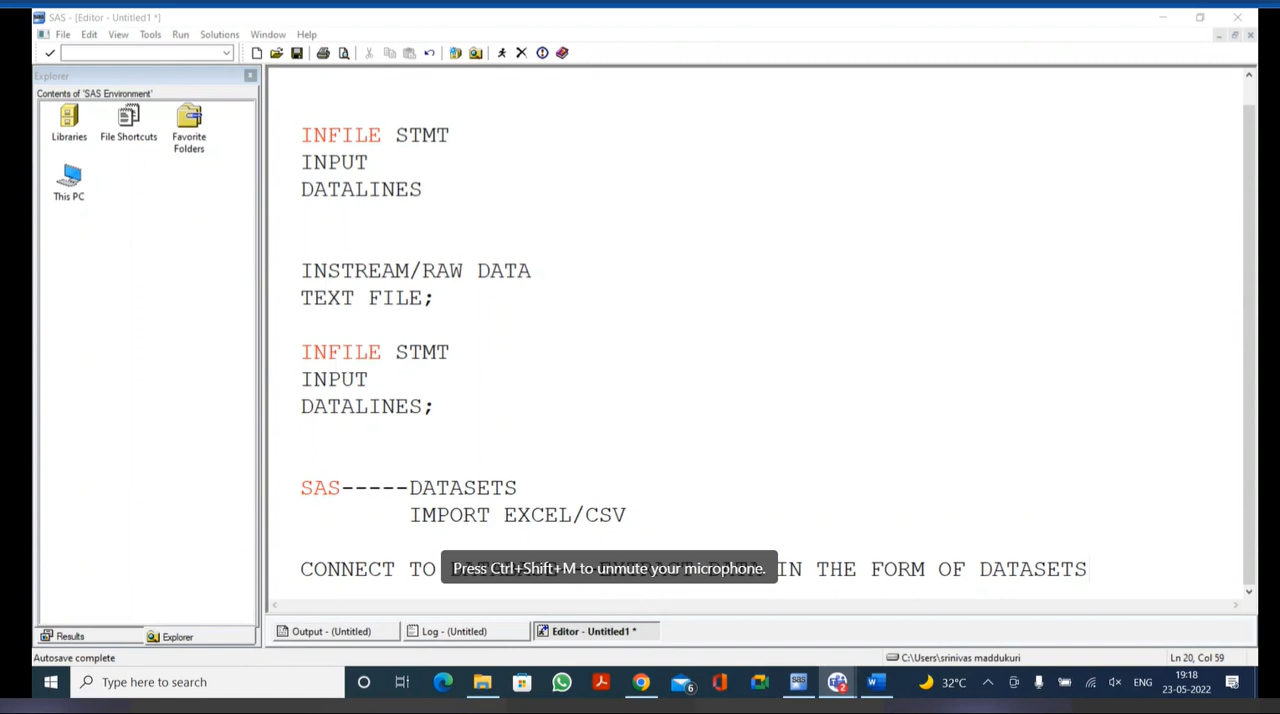 SAS - [Editor - Untitled1 *]
File Edit View Tools Run Solutions Window Help
Explorer
Contents of 'SAS Environment'
Libraries File Shortcuts Favorite Folders
This PC
INFILE STMT
INPUT
DATALINES
INSTREAM/RAW DATA
TEXT FILE;
INFILE STMT
INPUT
DATALINES;
SAS-----DATASETS
IMPORT EXCEL/CSV
CONNECT TO IN THE FORM OF DATASETS
Press Ctrl+Shift+M to unmute your microphone.
Results Explorer Output - (Untitled) Log - (Untitled) Editor - Untitled1 *
Autosave complete C:\Users\srinivas maddukuri Ln 20, Col 59
Type here to search 6 sas 2 32°C ENG 19:18
23-05-2022